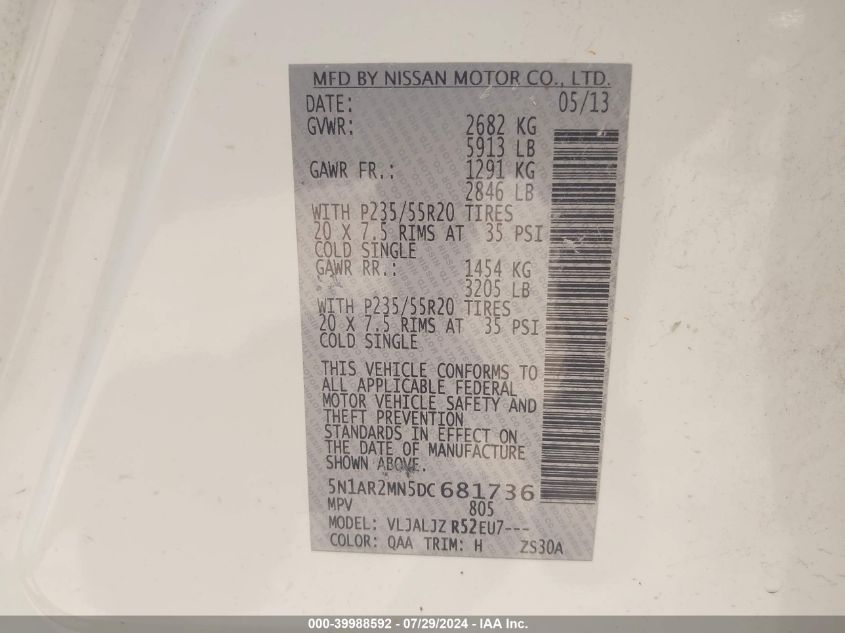 MFD BY NISSAN MOTOR CO., LTD.
DATE: 05/13
GVWR: 2682 KG
5913 LB
GAWR FR.: 1291 KG
2846 LB
WITH P235/55R20 TIRES
20 X 7.5 RIMS AT 35 PSI
COLD SINGLE
GAWR RR.: 1454 KG
3205 LB
WITH P235/55R20 TIRES
20 X 7.5 RIMS AT 35 PSI
COLD SINGLE
THIS VEHICLE CONFORMS TO
ALL APPLICABLE FEDERAL
MOTOR VEHICLE SAFETY AND
THEFT PREVENTION
STANDARDS IN EFFECT ON
THE DATE OF MANUFACTURE
SHOWN ABOVE.
5N1AR2MN5DC681736
MPV 805
MODEL: VLJALJZ R52EU7---
COLOR: QAA TRIM: H ZS30A
000-39988592 - 07/29/2024 - IAA Inc.